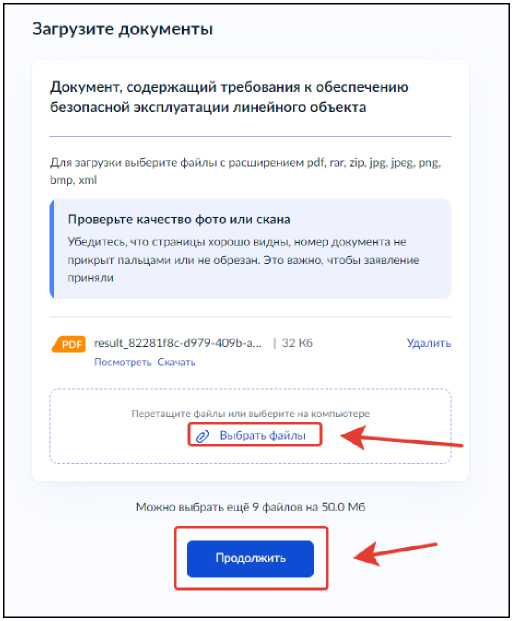 Загрузите документы
Документ, содержащий требования к обеспечению
безопасной эксплуатации линейного объекта
Для загрузки выберите файлы с расширением pdf, rar, zip, jpg, jpeg, png,
bmp, xml
Проверьте качество фото или скана
Убедитесь, что страницы хорошо видны, номер документа не
прикрыт пальцами или не обрезан. Это важно, чтобы заявление
приняли
PDF result_82281f8c-d979-409b-a... | 32 Кб Удалить
Посмотреть Скачать
Перетащите файлы или выберите на компьютере
Выбрать файлы
Можно выбрать ещё 9 файлов на 50.0 Мб
Продолжить